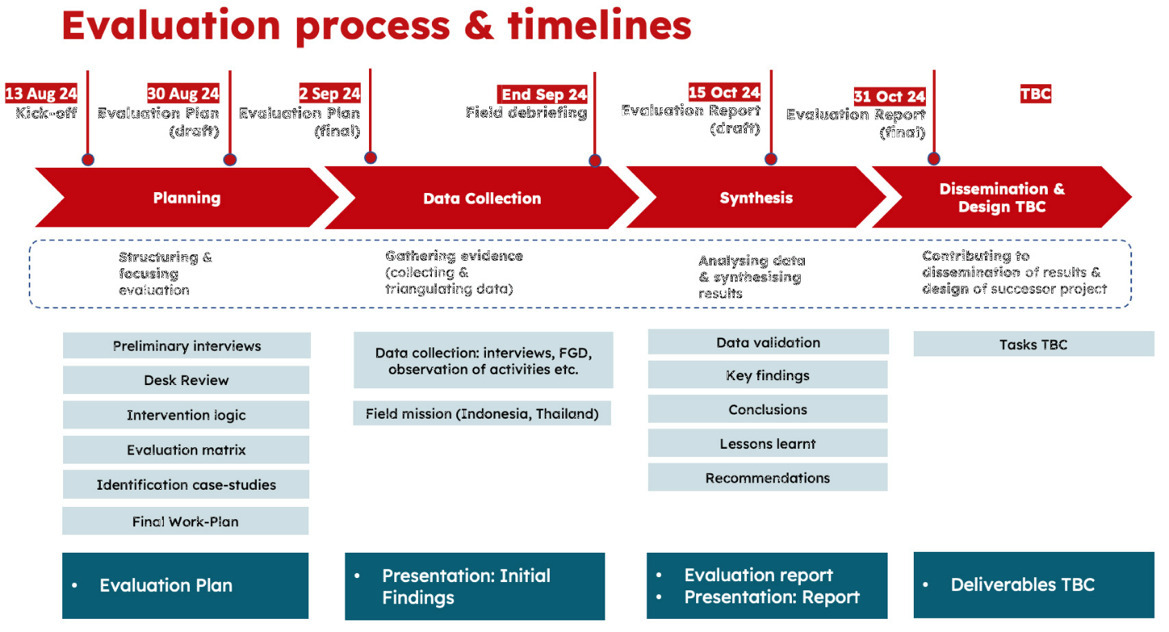 Evaluation process & timelines
13 Aug 24
Kick-off
30 Aug 24
Evaluation Plan
(draft)
2 Sep 24
Evaluation Plan
(final)
End Sep 24
Field debriefing
15 Oct 24
Evaluation Report
(draft)
31 Oct 24
Evaluation Report
(final)
TBC
Planning
Data Collection
Synthesis
Dissemination &
Design TBC
Structuring &
focusing
evaluation
Gathering evidence
(collecting &
triangulating data)
Analysing data
& synthesising
results
Contributing to
dissemination of results &
design of successor project
Preliminary interviews
Desk Review
Intervention logic
Evaluation matrix
Identification case-studies
Final Work-Plan
Data collection: interviews, FGD,
observation of activities etc.
Field mission (Indonesia, Thailand)
Data validation
Key findings
Conclusions
Lessons learnt
Recommendations
Tasks TBC
• Evaluation Plan
• Presentation: Initial
Findings
• Evaluation report
• Presentation: Report
• Deliverables TBC